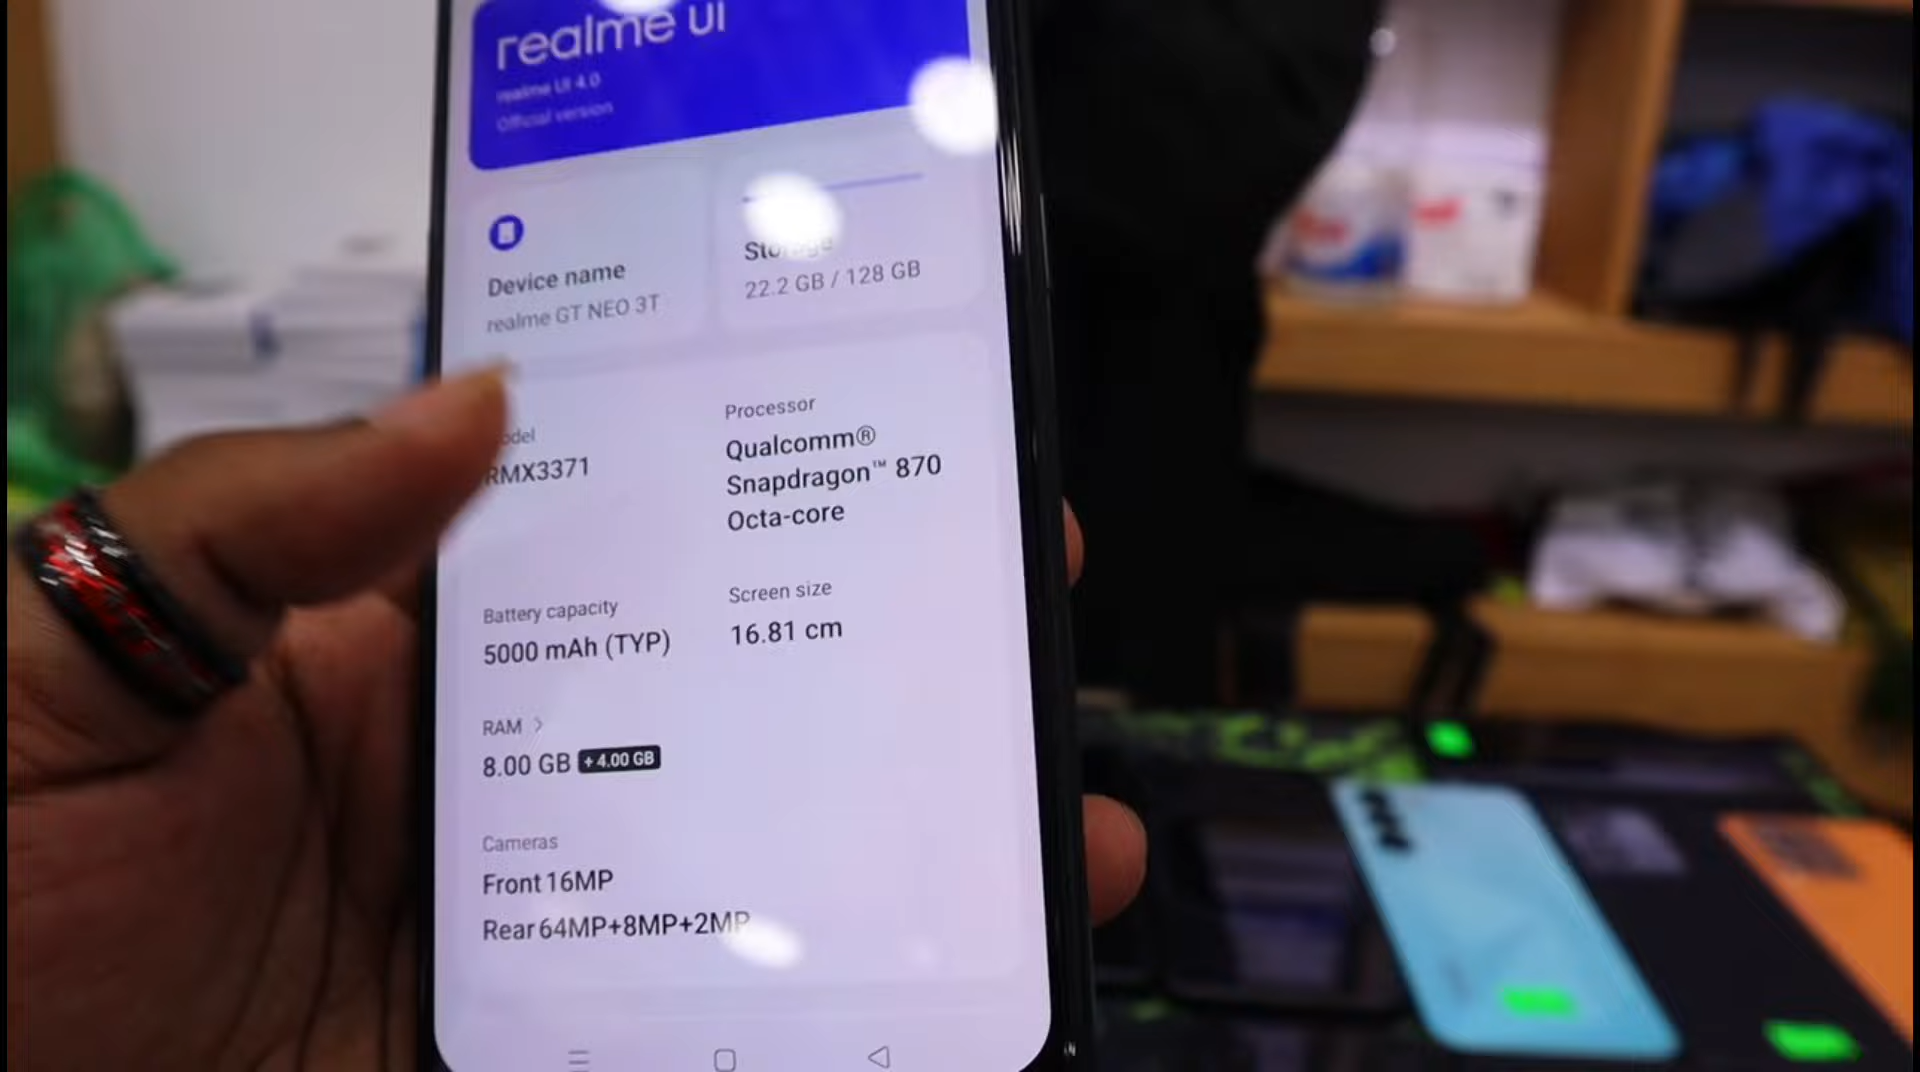 realme UI
realme UI 4.0
Official version
Device name
realme GT NEO 3T
Storage
22.2 GB / 128 GB
odel
RMX3371
Processor
Qualcomm®
Snapdragon™ 870
Octa-core
Battery capacity
5000 mAh (TYP)
Screen size
16.81 cm
RAM >
8.00 GB + 4.00 GB
Cameras
Front 16MP
Rear 64MP+8MP+2MP